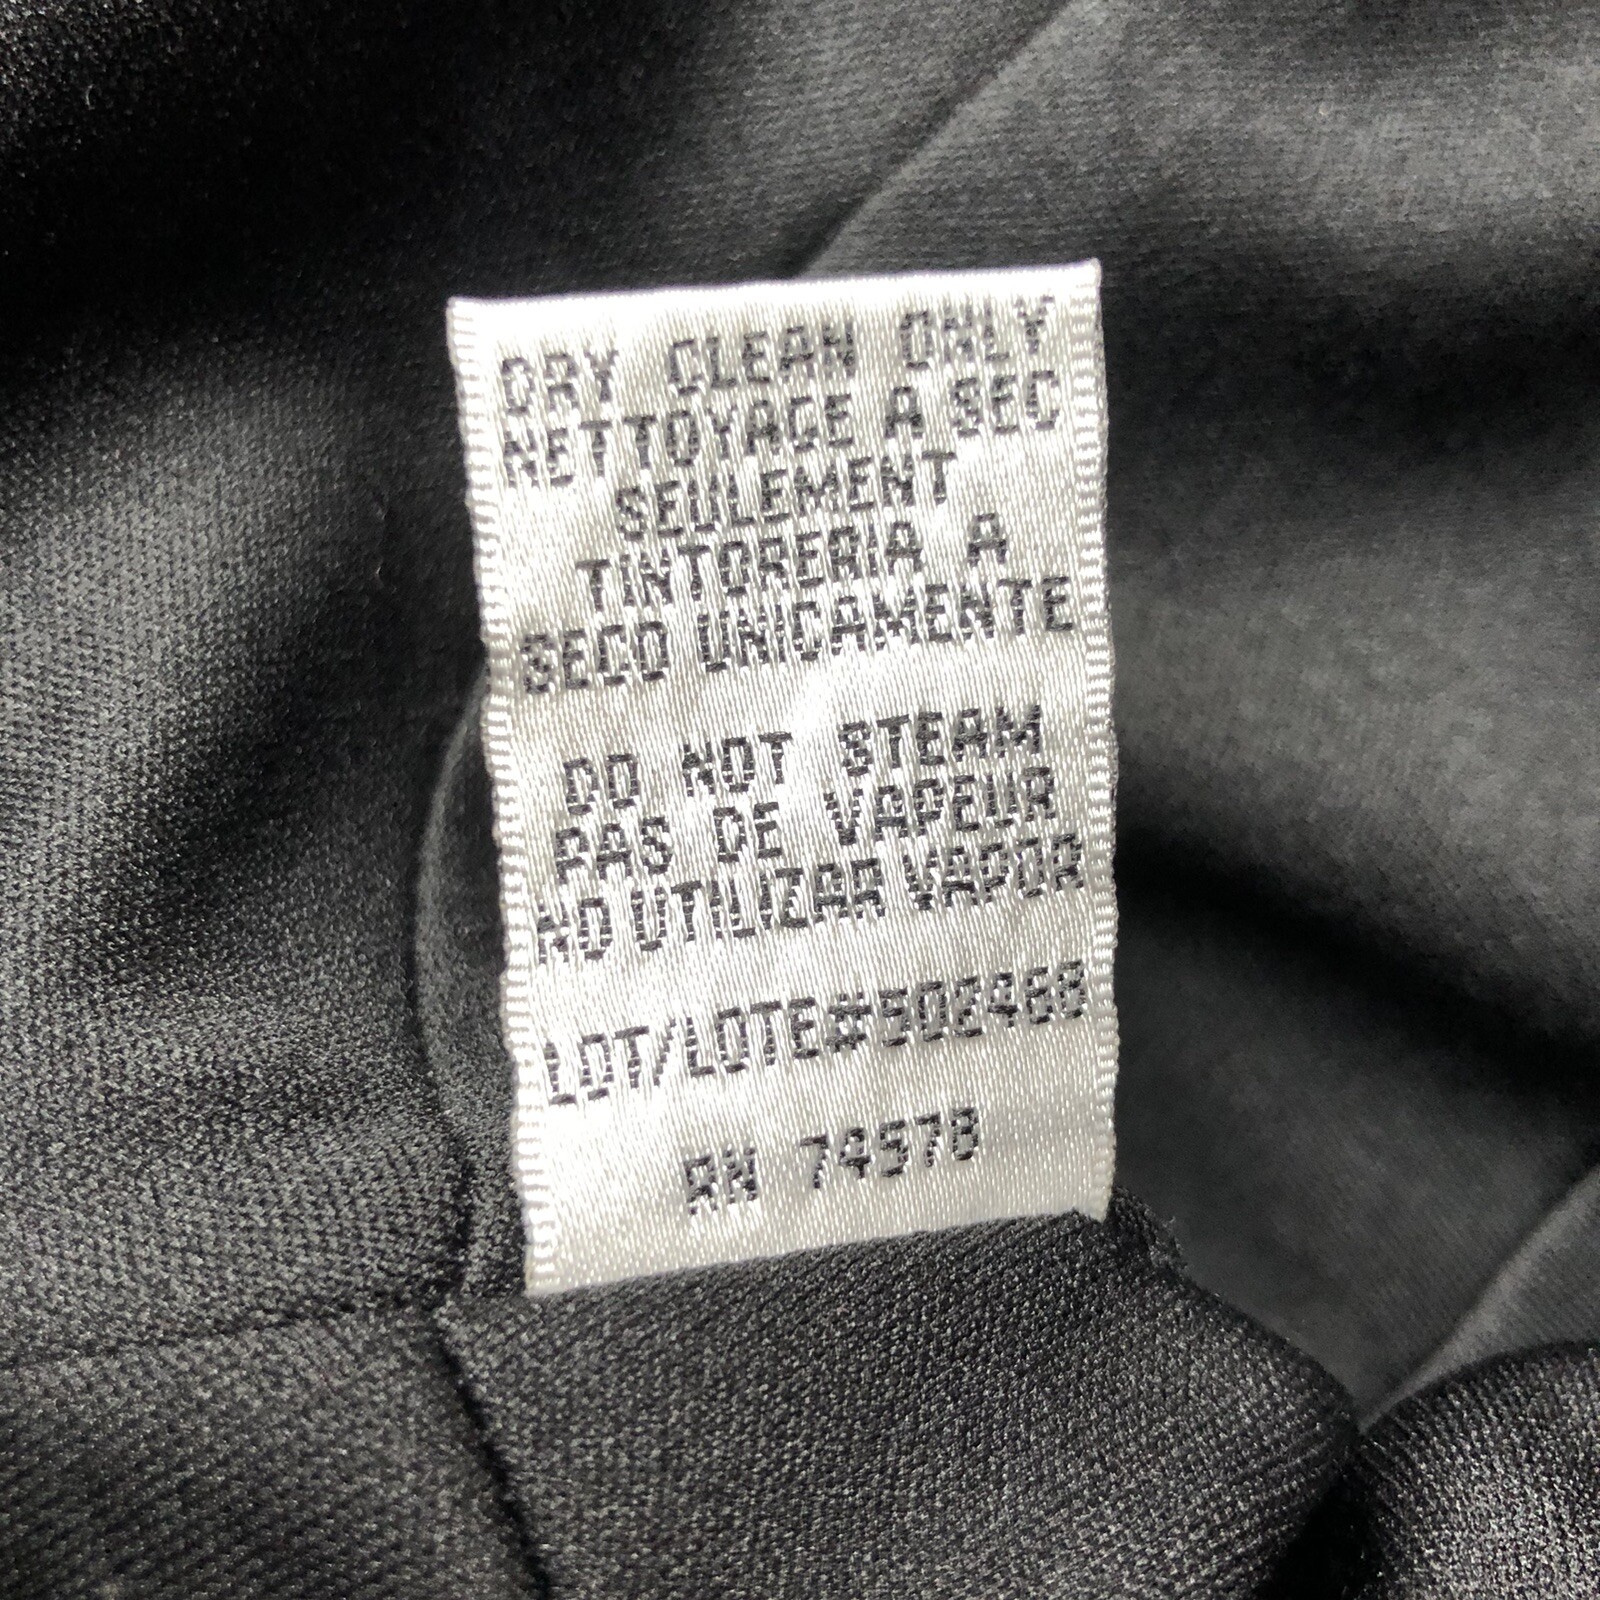 DRY CLEAN ONLY
NETTOYAGE A SEC
SEULEMENT
TINTORERIA A
SECO UNICAMENTE
DO NOT STEAM
PAS DE VAPEUR
NO UTILIZAR VAPOR
LOT/LOTE#502468
RN 74578